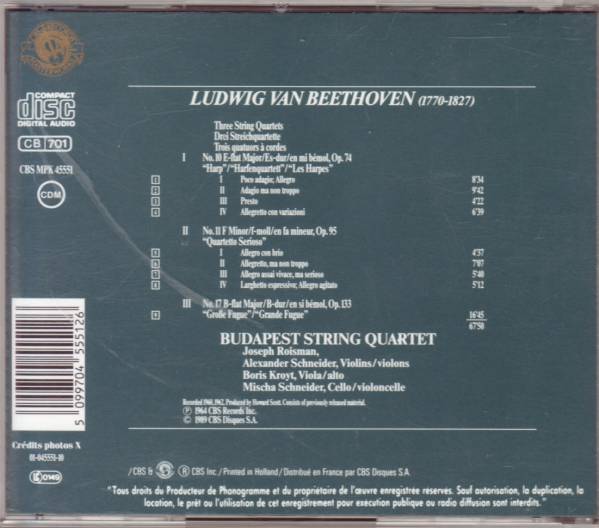 COMPACT
disc
DIGITAL AUDIO
CB 701
CBS MPK 45551
CDM
LUDWIG VAN BEETHOVEN (1770-1827)
Three String Quartets
Drei Streichquartette
Trois quatuors à cordes
I No. 10 E-flat Major/Es-dur/en mi bémol, Op. 74
"Harp"/"Harfenquartett"/"Les Harpes"
1 I Poco adagio; Allegro 8'34
2 II Adagio ma non troppo 9'42
3 III Presto 4'22
4 IV Allegretto con variazioni 6'39
II No. 11 F Minor/f-moll/en fa mineur, Op. 95
"Quartetto Serioso"
5 I Allegro con brio 4'37
6 II Allegretto, ma non troppo 7'07
7 III Allegro assai vivace, ma serioso 5'40
8 IV Larghetto espressivo; Allegro agitato 5'12
III No. 17 B-flat Major/B-dur/en si bémol, Op. 133
9 "Große Fugue"/"Grande Fugue" 16'45
67'58
BUDAPEST STRING QUARTET
Joseph Roisman,
Alexander Schneider, Violins/violons
Boris Kroyt, Viola/alto
Mischa Schneider, Cello/violoncelle
Recorded 1960, 1962. Produced by Howard Scott. Consists of previously released material.
Ⓟ 1964 CBS Records Inc.
© 1989 CBS Disques S.A.
5 099704 555126
Crédits photos X
01-045551-10
/CBS & ® CBS Inc./Printed in Holland/Distribué en France par CBS Disques S.A.
"Tous droits du Producteur de Phonogramme et du propriétaire de l'œuvre enregistrée réservés. Sauf autorisation, la duplication, la
location, le prêt ou l'utilisation de cet enregistrement pour exécution publique ou radio diffusion sont interdits.